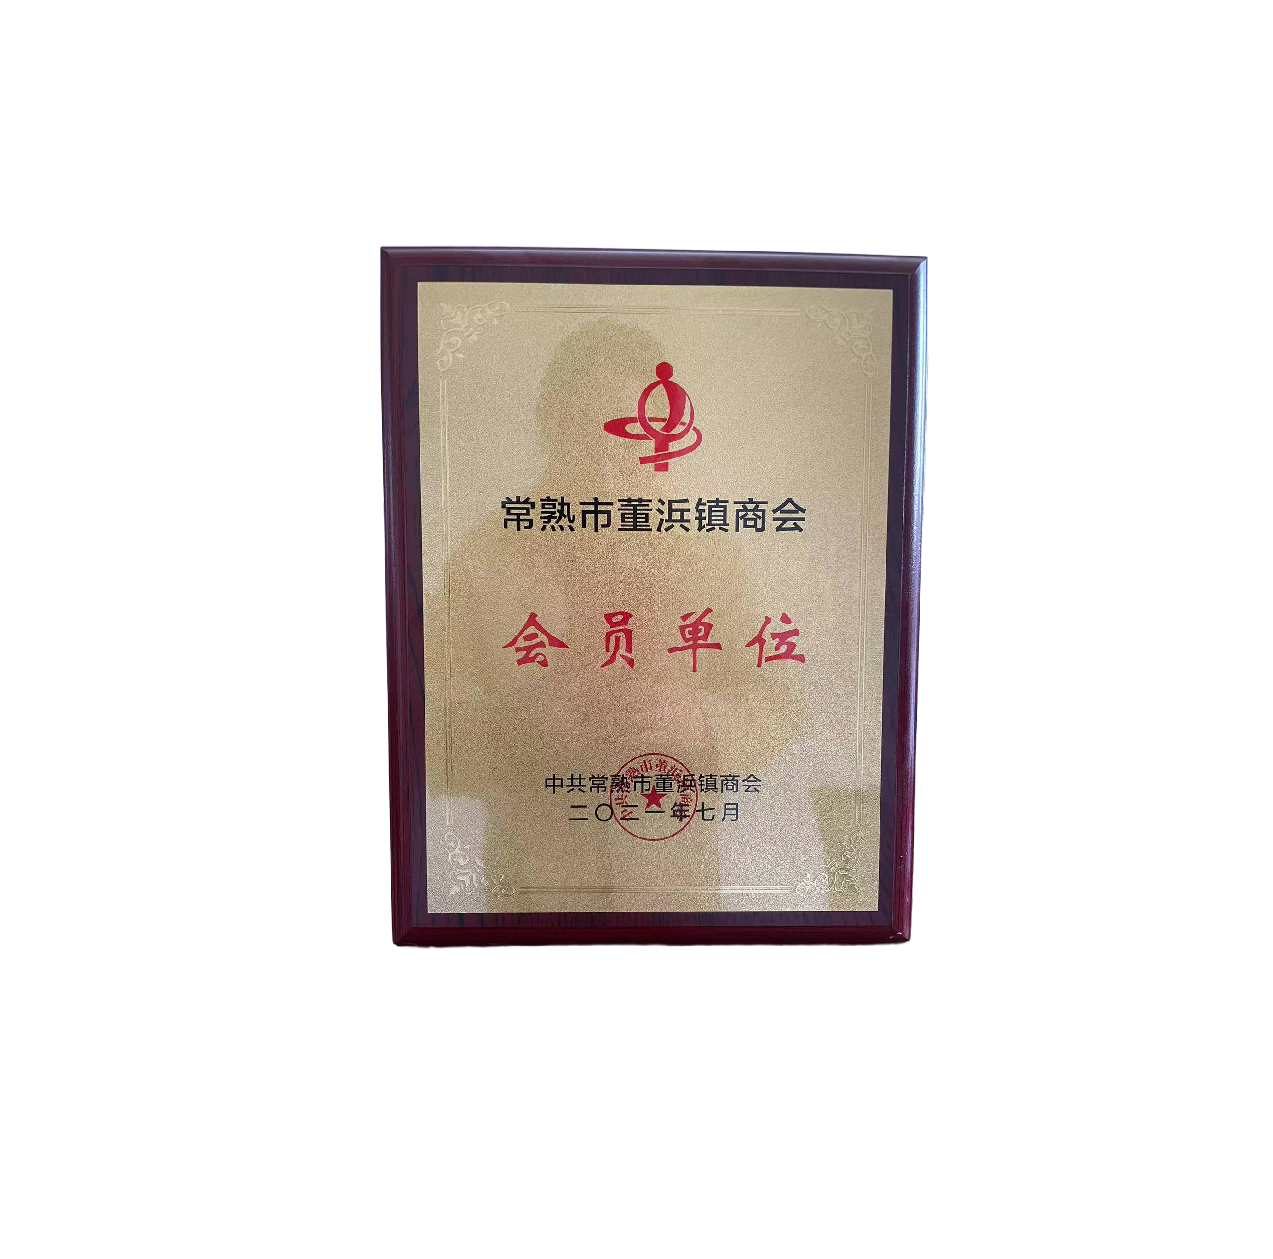 常熟市董浜镇商会
会员单位
中共常熟市董浜镇商会
二〇二一年七月